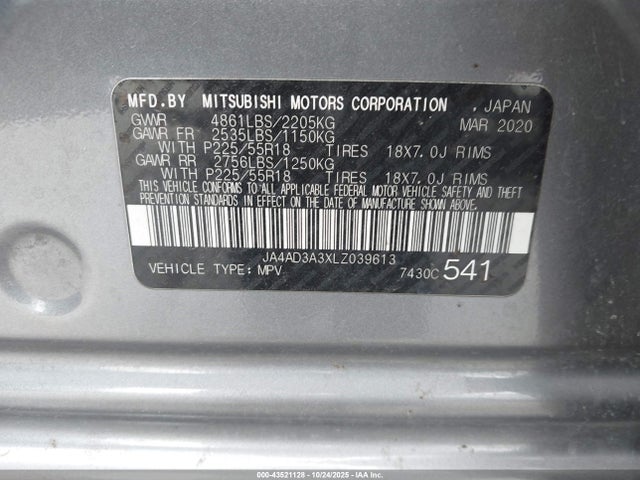 MFD.BY MITSUBISHI MOTORS CORPORATION . JAPAN
GVWR 4861LBS/2205KG MAR 2020
GAWR FR 2535LBS/1150KG
WITH P225/55R18 TIRES 18X7.0J RIMS
GAWR RR 2756LBS/1250KG
WITH P225/55R18 TIRES 18X7.0J RIMS
THIS VEHICLE CONFORMS TO ALL APPLICABLE FEDERAL MOTOR VEHICLE SAFETY AND THEFT
PREVENTION STANDARDS IN EFFECT ON THE DATE OF MANUFACTURE SHOWN ABOVE.
JA4AD3A3XLZ039613
VEHICLE TYPE: MPV 7430C 541
000-43521128 - 10/24/2025 - IAA, Inc.